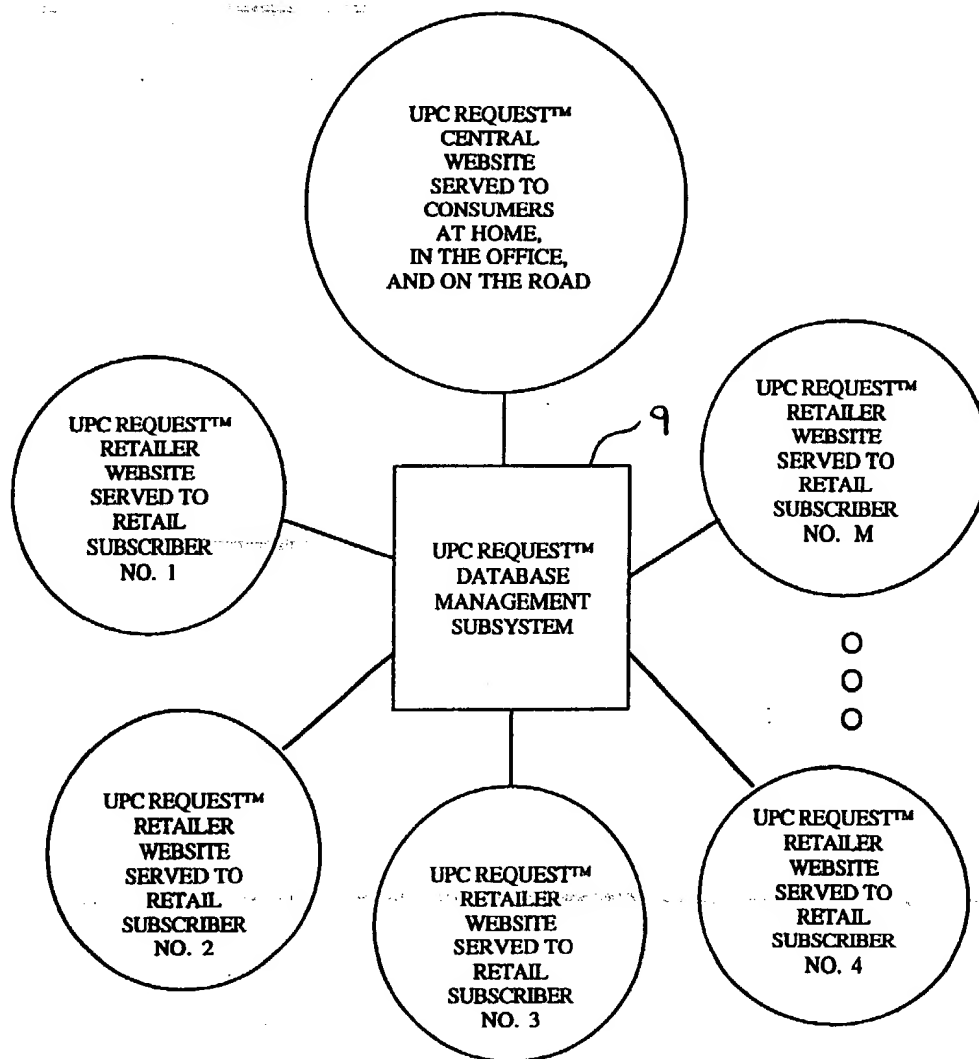 UPC REQUEST™
CENTRAL
WEBSITE
SERVED TO
CONSUMERS
AT HOME,
IN THE OFFICE,
AND ON THE ROAD
UPC REQUEST™
RETAILER
WEBSITE
SERVED TO
RETAIL
SUBSCRIBER
NO. 1
9
UPC REQUEST™
RETAILER
WEBSITE
SERVED TO
RETAIL
SUBSCRIBER
NO. M
UPC REQUEST™
DATABASE
MANAGEMENT
SUBSYSTEM
UPC REQUEST™
RETAILER
WEBSITE
SERVED TO
RETAIL
SUBSCRIBER
NO. 2
UPC REQUEST™
RETAILER
WEBSITE
SERVED TO
RETAIL
SUBSCRIBER
NO. 3
UPC REQUEST™
RETAILER
WEBSITE
SERVED TO
RETAIL
SUBSCRIBER
NO. 4